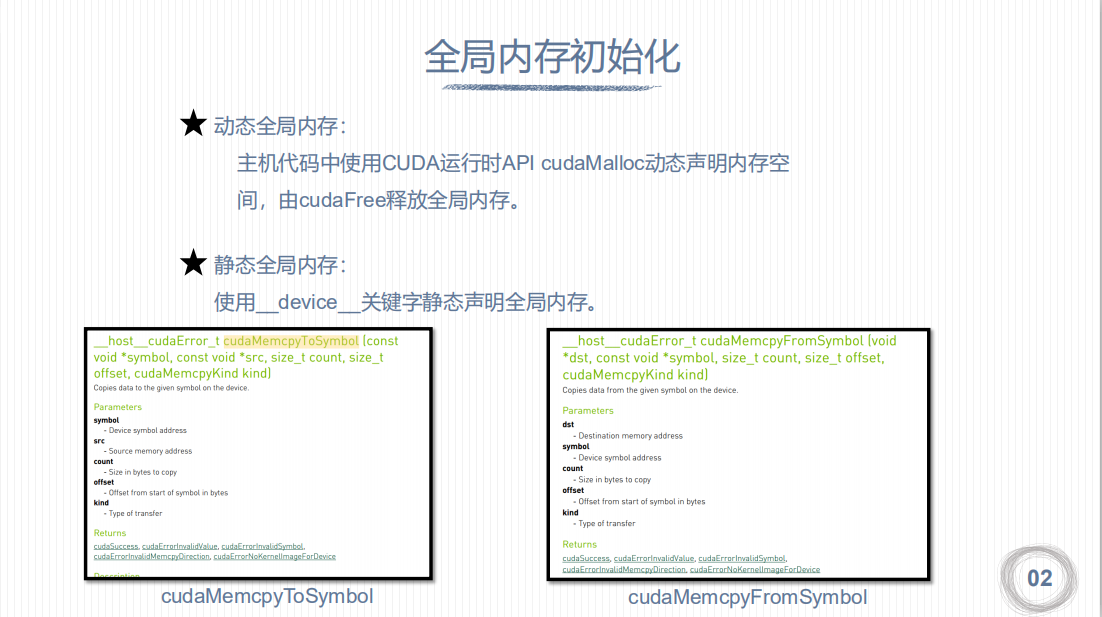 全局内存初始化
★ 动态全局内存：
主机代码中使用CUDA运行时API cudaMalloc动态声明内存空
间，由cudaFree释放全局内存。
★ 静态全局内存：
使用__device__关键字静态声明全局内存。
__host__cudaError_t cudaMemcpyToSymbol (const
void *symbol, const void *src, size_t count, size_t
offset, cudaMemcpyKind kind)
Copies data to the given symbol on the device.
Parameters
symbol
- Device symbol address
src
- Source memory address
count
- Size in bytes to copy
offset
- Offset from start of symbol in bytes
kind
- Type of transfer
Returns
cudaSuccess, cudaErrorInvalidValue, cudaErrorInvalidSymbol,
cudaErrorInvalidMemcpyDirection, cudaErrorNoKernelImageForDevice
Description
cudaMemcpyToSymbol
__host__cudaError_t cudaMemcpyFromSymbol (void
*dst, const void *symbol, size_t count, size_t offset,
cudaMemcpyKind kind)
Copies data from the given symbol on the device.
Parameters
dst
- Destination memory address
symbol
- Device symbol address
count
- Size in bytes to copy
offset
- Offset from start of symbol in bytes
kind
- Type of transfer
Returns
cudaSuccess, cudaErrorInvalidValue, cudaErrorInvalidSymbol,
cudaErrorInvalidMemcpyDirection, cudaErrorNoKernelImageForDevice
cudaMemcpyFromSymbol
02